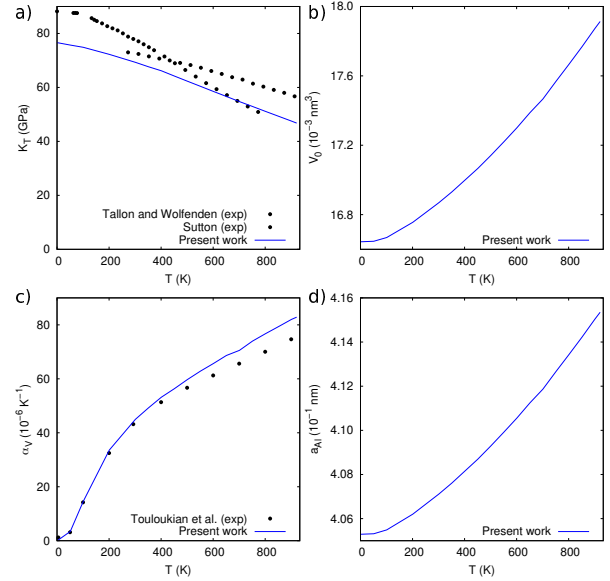 a)
80
60
40
20
0
K_T (GPa)
Tallon and Wolfenden (exp)
Sutton (exp)
Present work
0 200 400 600 800
T (K)
b)
18.0
17.6
17.2
16.8
V_0 (10^−3 nm^3)
Present work
0 200 400 600 800
T (K)
c)
80
60
40
20
0
α_V (10^−6 K^−1)
Touloukian et al. (exp)
Present work
0 200 400 600 800
T (K)
d)
4.16
4.14
4.12
4.10
4.08
4.06
a_Al (10^−1 nm)
Present work
0 200 400 600 800
T (K)